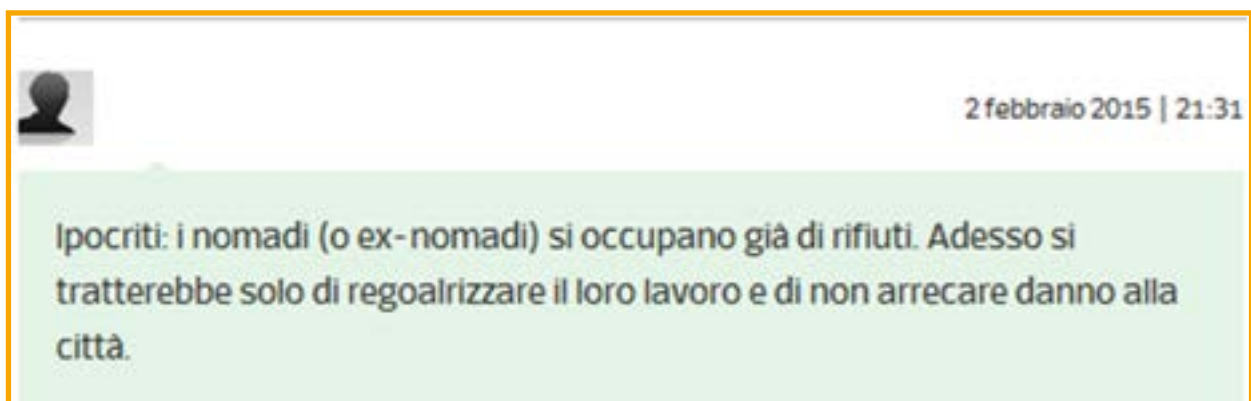 2 febbraio 2015 | 21:31
Ipocriti: i nomadi (o ex-nomadi) si occupano già di rifiuti. Adesso si
tratterebbe solo di regoalrizzare il loro lavoro e di non arrecare danno alla
città.